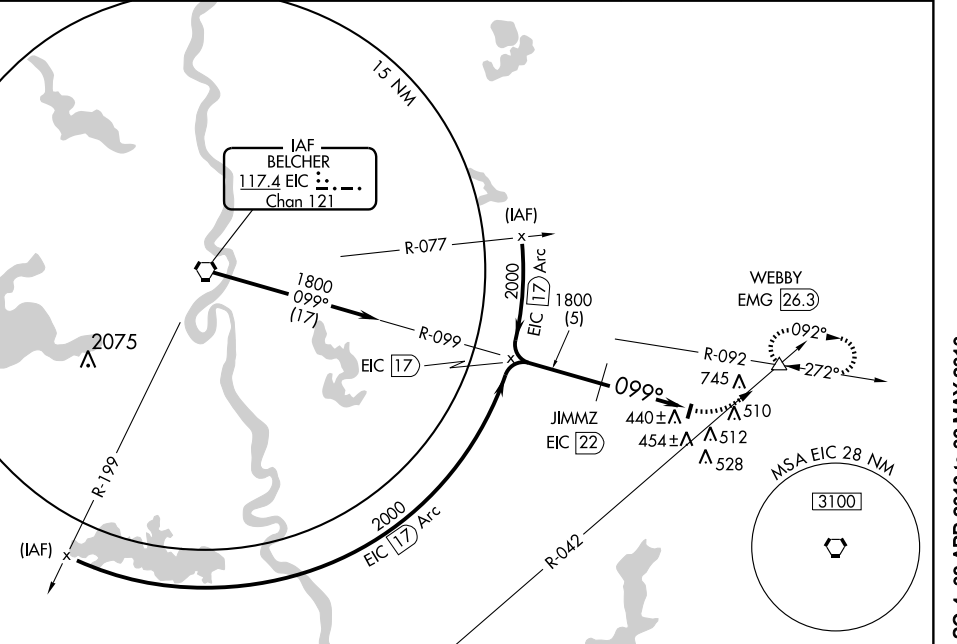 15 NM
IAF
BELCHER
117.4 EIC
Chan 121
(IAF)
R-077
2000
EIC 17 Arc
1800
099°
(17)
1800
(5)
WEBBY
EMG 26.3
092°
R-099
EIC 17
2075
R-092
272°
745
099°
JIMMZ
EIC 22
440±
510
454±
512
528
MSA EIC 28 NM
3100
R-199
2000
EIC 17 Arc
(IAF)
R-042